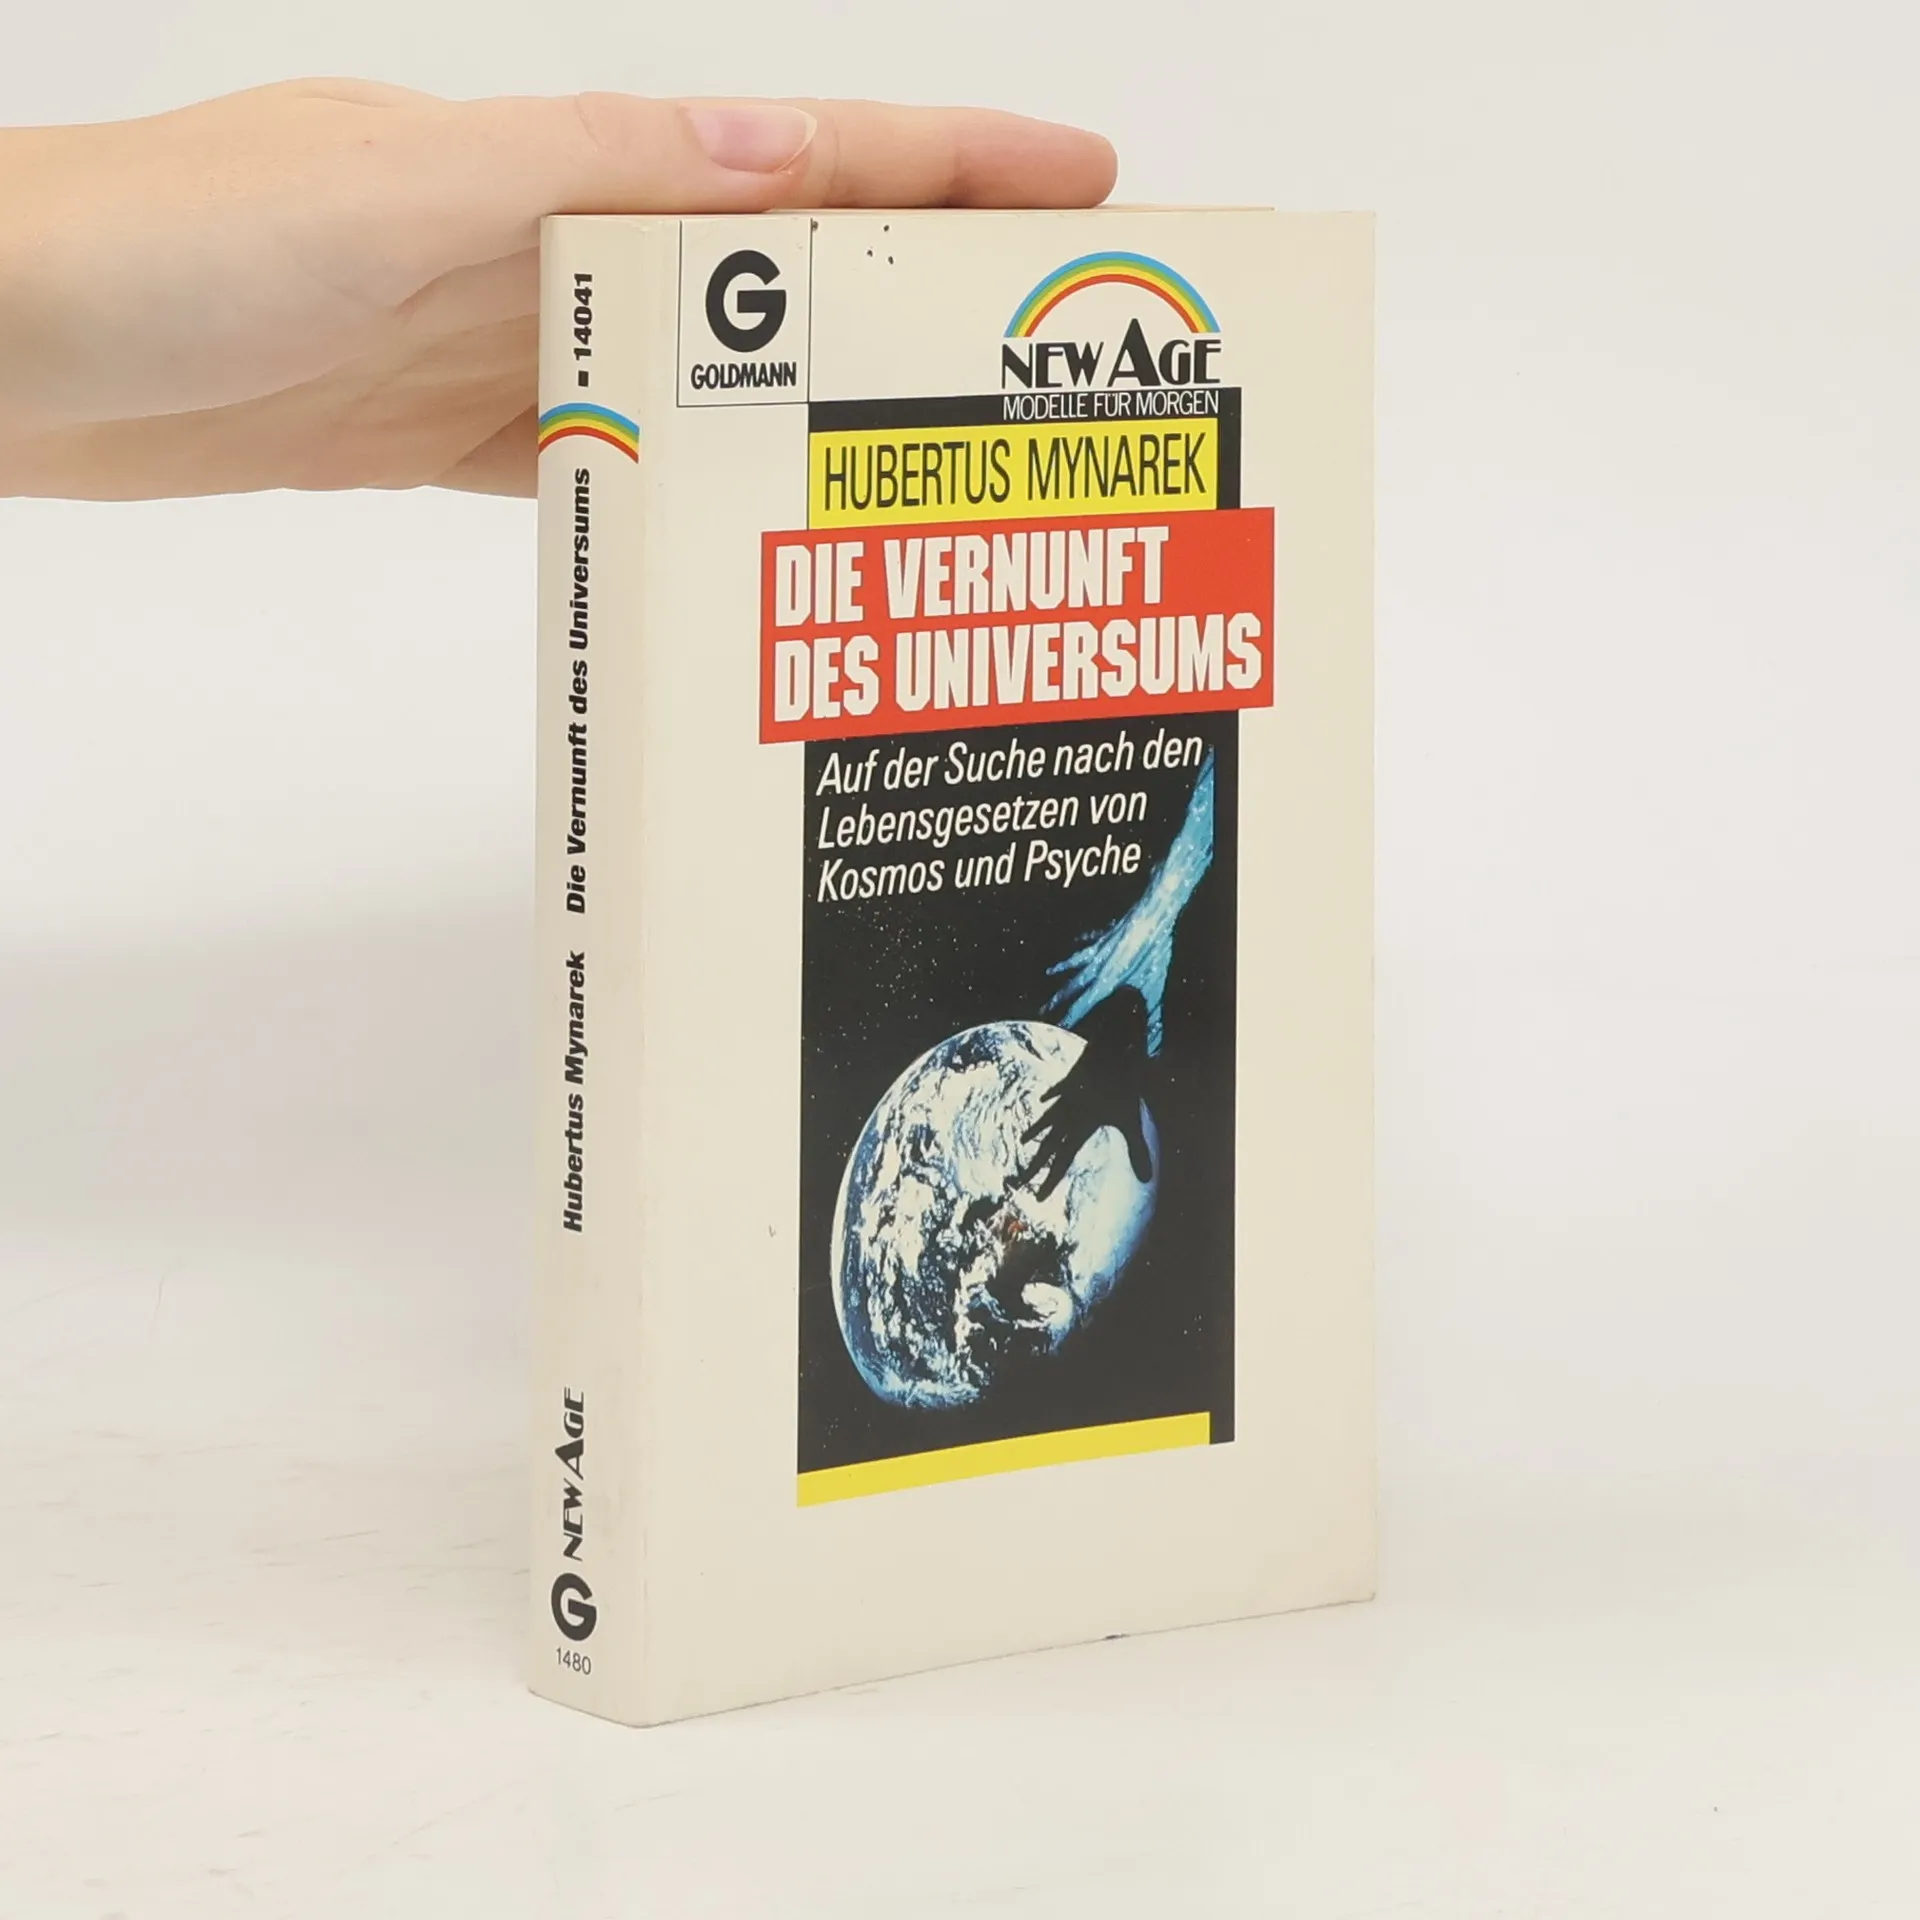 G
GOLDMANN
NEW AGE
MODELLE FÜR MORGEN
HUBERTUS MYNAREK
DIE VERNUNFT
DES UNIVERSUMS
Auf der Suche nach den
Lebensgesetzen von
Kosmos und Psyche
Hubertus Mynarek Die Vernunft des Universums ■ 14041
G NEW AGE
1480